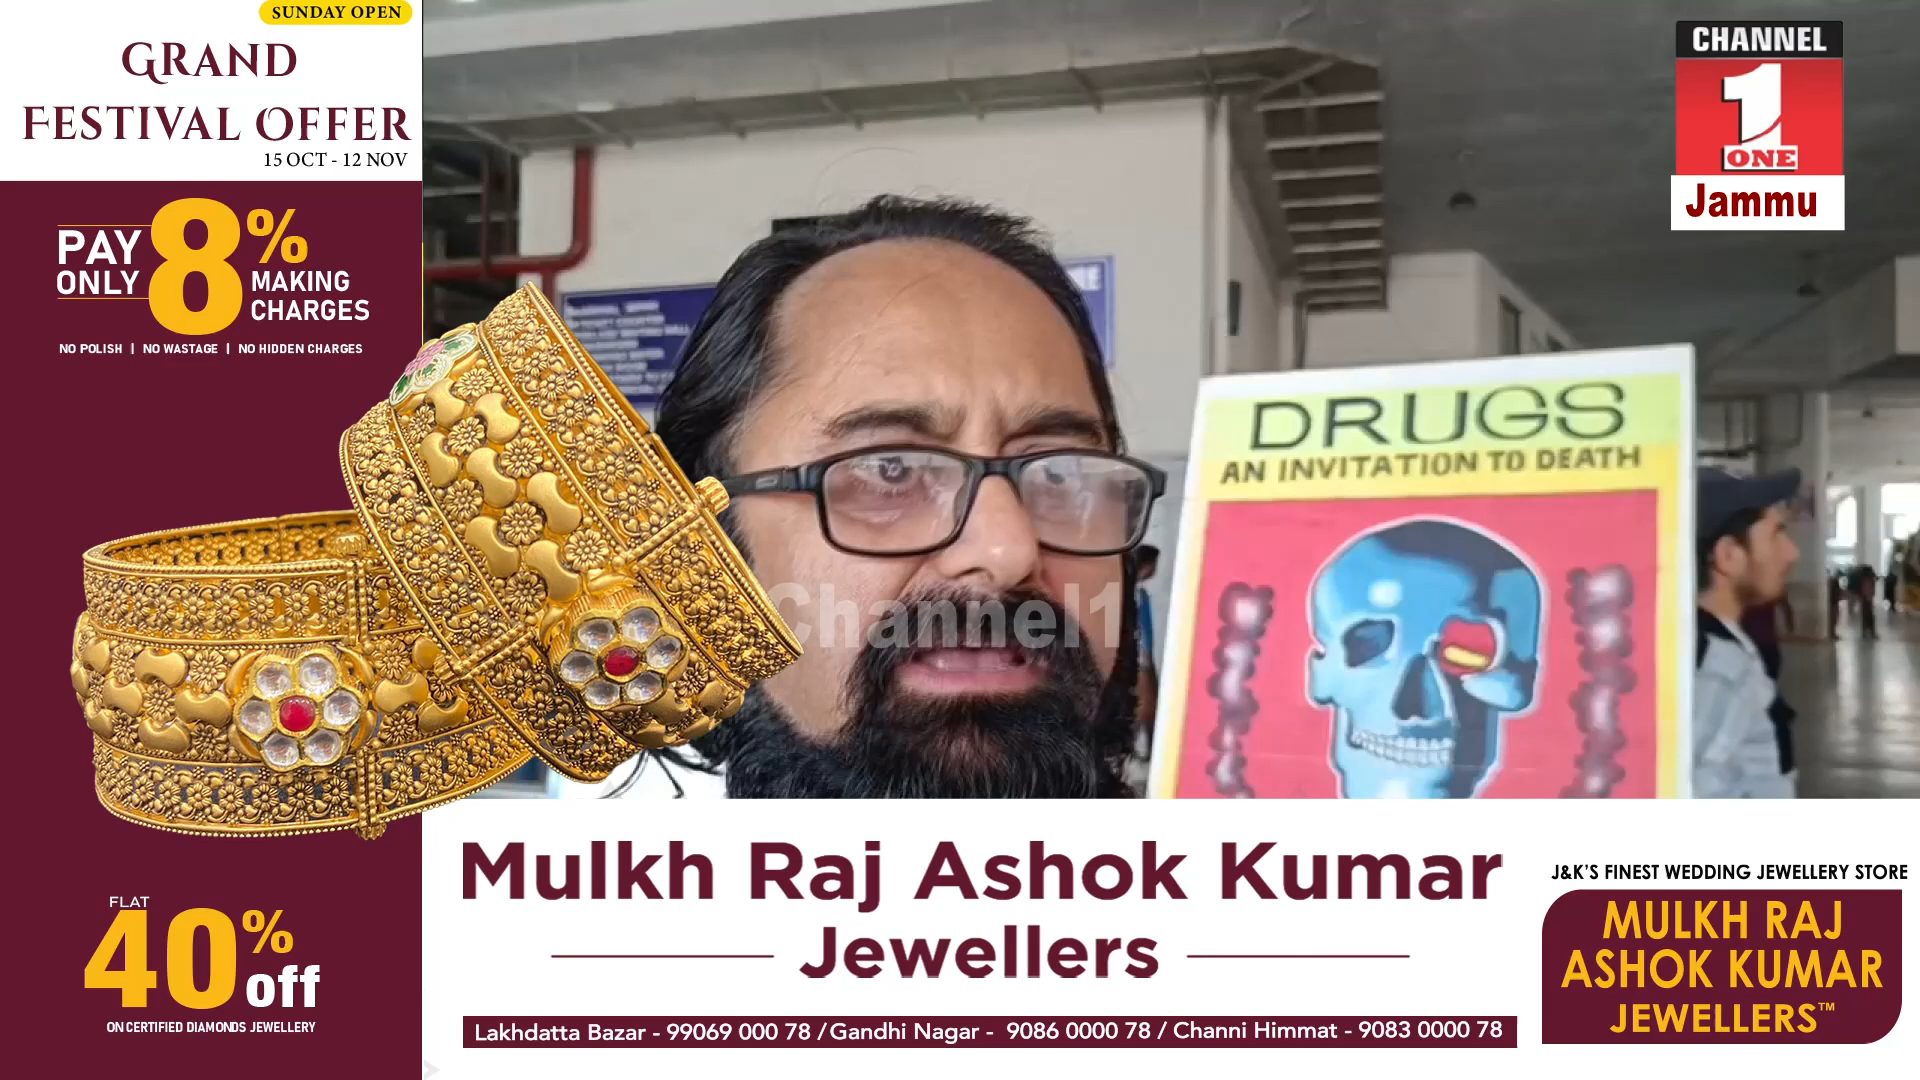 SUNDAY OPEN
GRAND
FESTIVAL OFFER
15 OCT - 12 NOV
PAY
ONLY
8%
MAKING
CHARGES
NO POLISH | NO WASTAGE | NO HIDDEN CHARGES
FLAT
40%
off
ON CERTIFIED DIAMONDS JEWELLERY
CHANNEL
1
ONE
Jammu
DRUGS
AN INVITATION TO DEATH
Channel1
Mulkh Raj Ashok Kumar
Jewellers
Lakhdatta Bazar - 99069 000 78 / Gandhi Nagar - 9086 0000 78 / Channi Himmat - 9083 0000 78
J&K'S FINEST WEDDING JEWELLERY STORE
MULKH RAJ
ASHOK KUMAR
JEWELLERS™